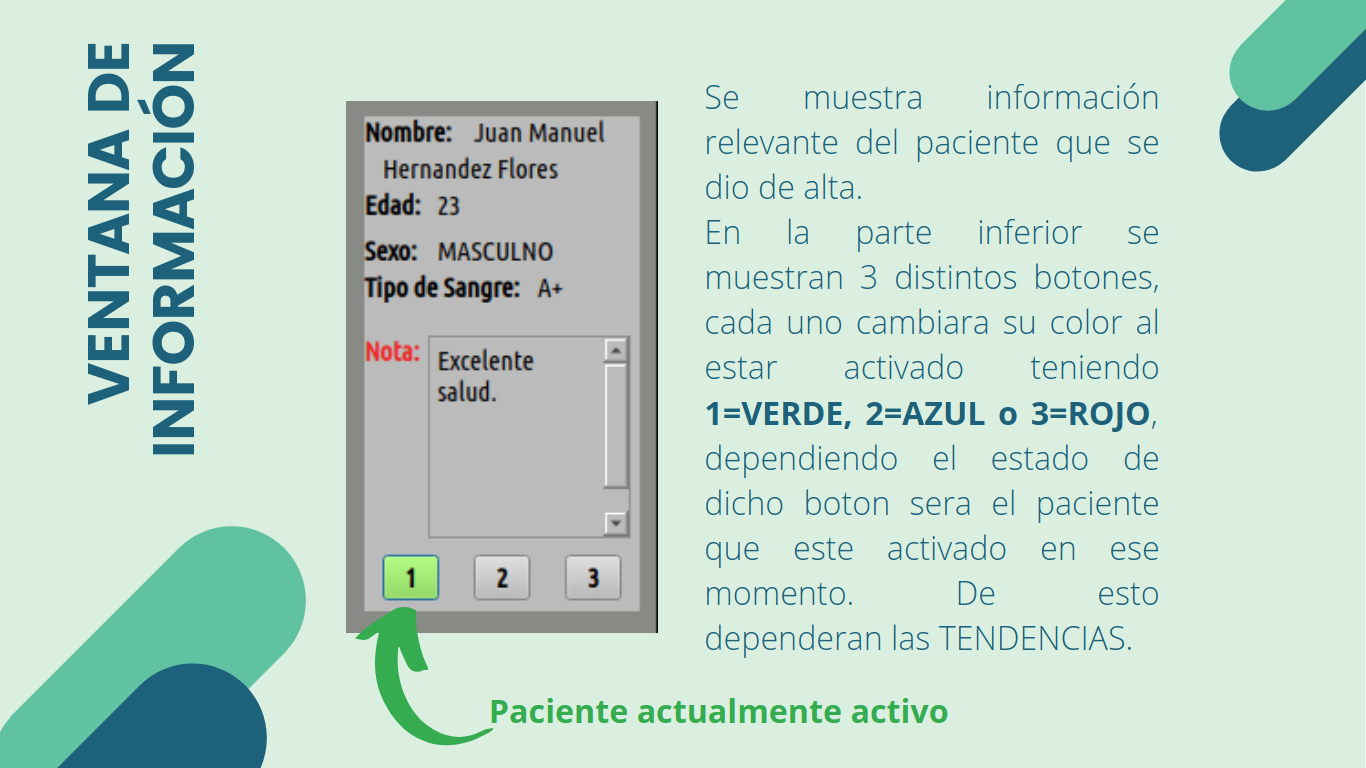 VENTANA DE
INFORMACIÓN
Nombre: Juan Manuel
Hernandez Flores
Edad: 23
Sexo: MASCULNO
Tipo de Sangre: A+
Nota: Excelente
salud.
1 2 3
Se muestra información
relevante del paciente que se
dio de alta.
En la parte inferior se
muestran 3 distintos botones,
cada uno cambiara su color al
estar activado teniendo
1=VERDE, 2=AZUL o 3=ROJO,
dependiendo el estado de
dicho boton sera el paciente
que este activado en ese
momento. De esto
dependeran las TENDENCIAS.
Paciente actualmente activo